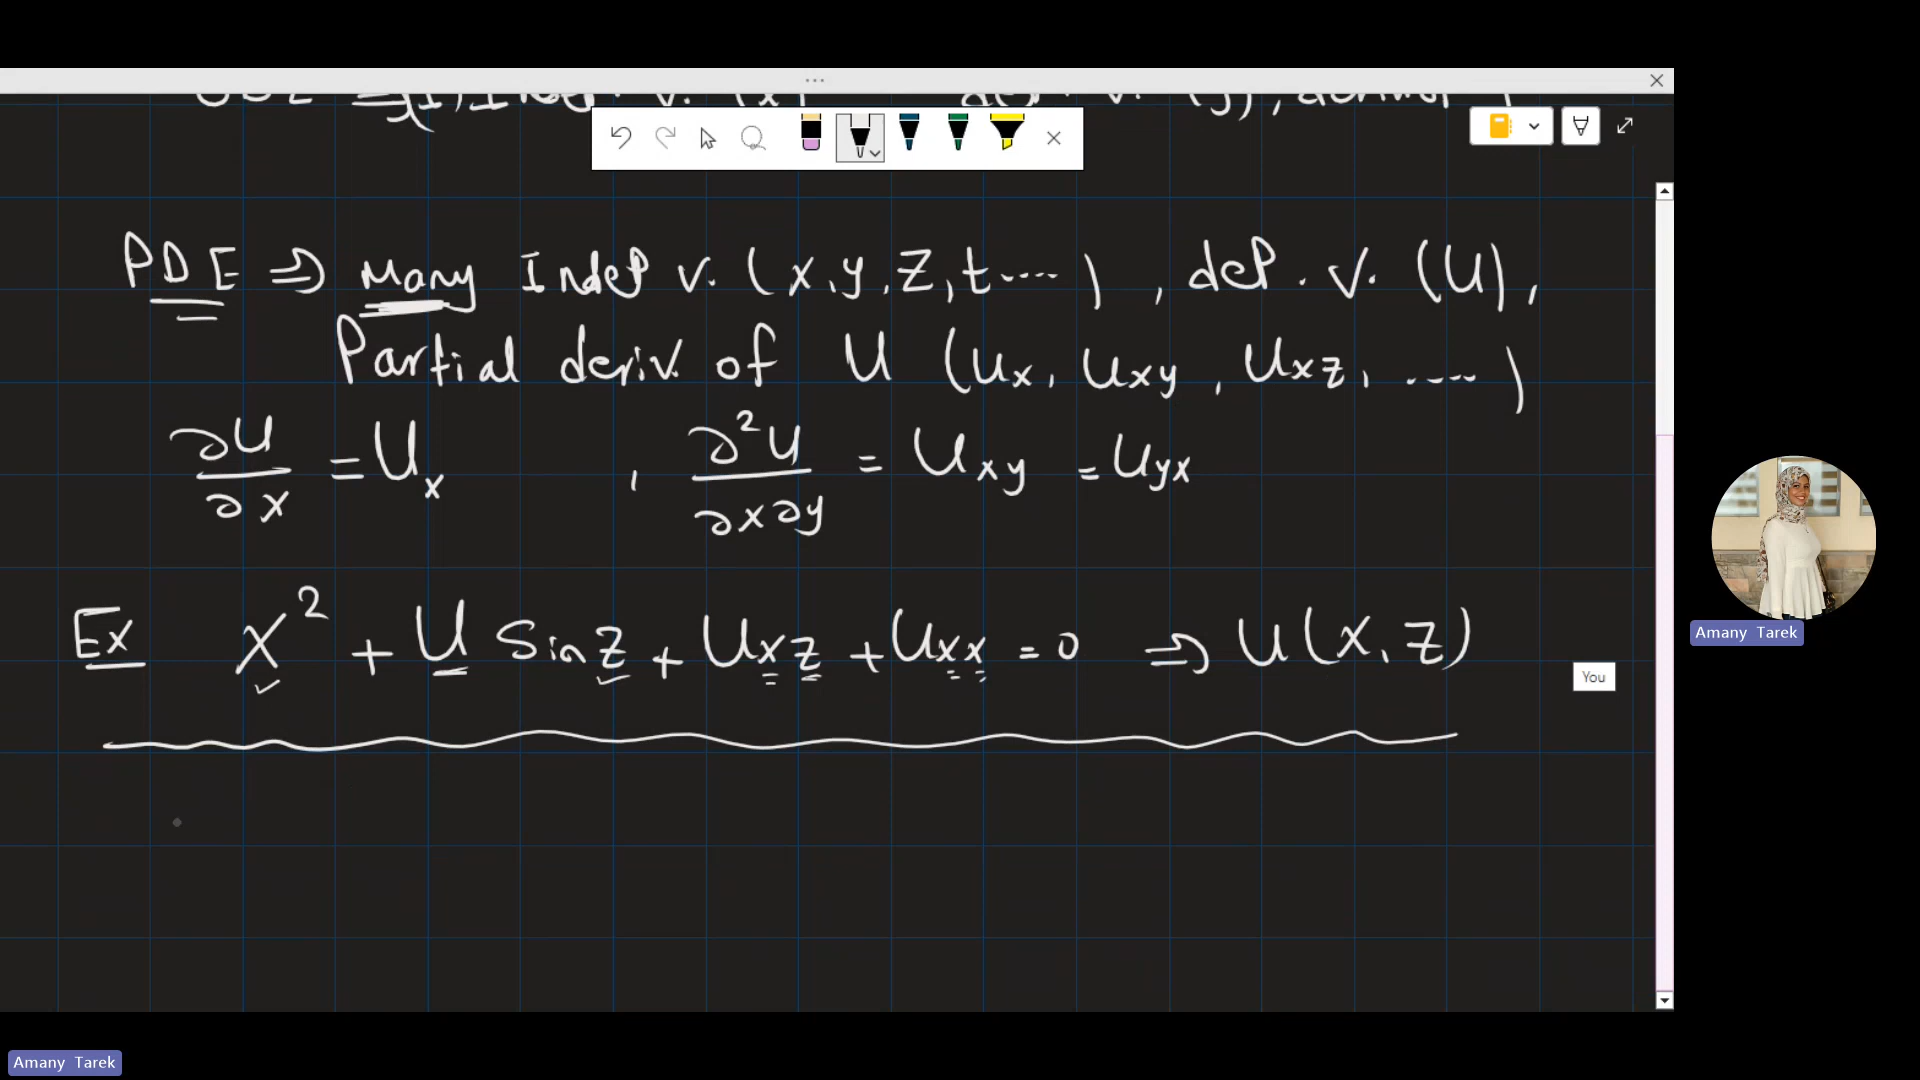 PDE ⇒ Many Indep v. (x, y, z, t ....) , dep. v. (U),
Partial deriv. of U (Ux, Uxy, Uxz, ....)
∂U/∂x = Ux , ∂²U/∂x∂y = Uxy = Uyx
Ex x² + U Sin z + Uxz + Uxx = 0 ⇒ U(x, z)
You
Amany Tarek
Amany Tarek